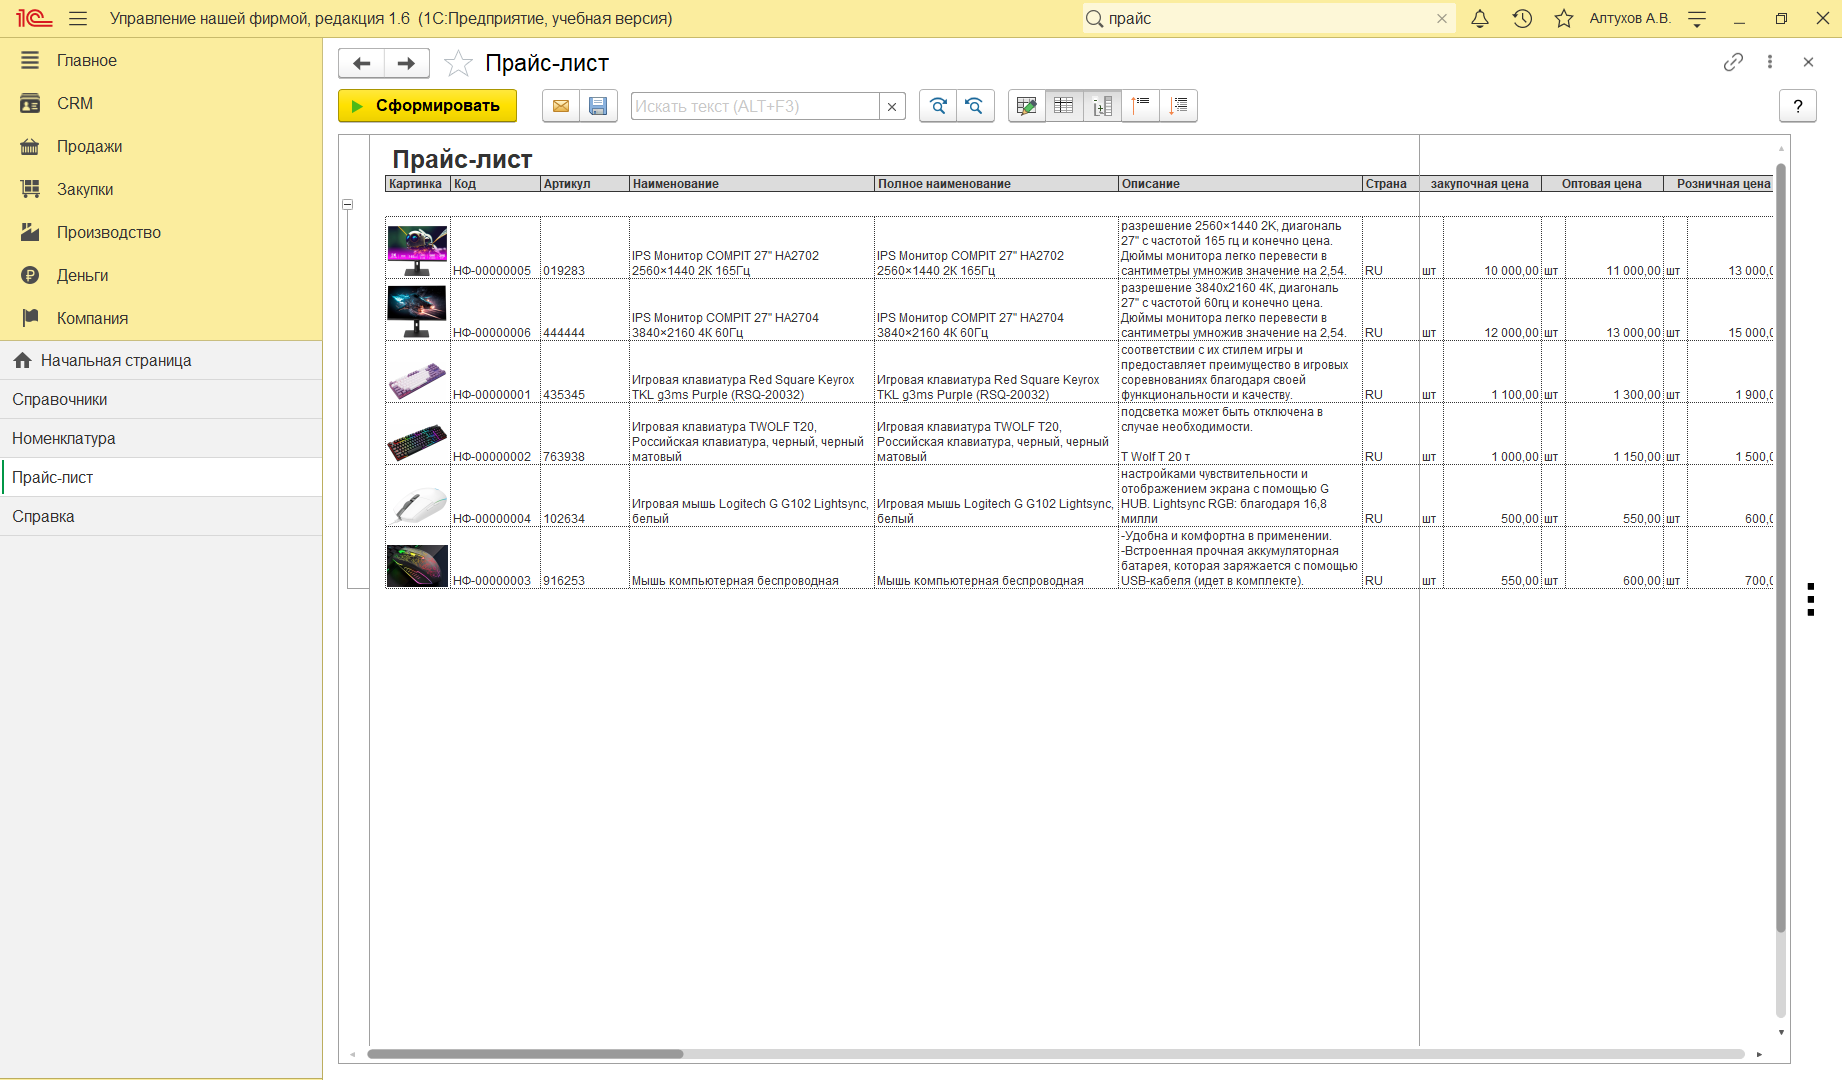 1С Управление нашей фирмой, редакция 1.6 (1С:Предприятие, учебная версия) прайс Алтухов А.В.
Главное
CRM
Продажи
Закупки
Производство
Деньги
Компания
Начальная страница
Справочники
Номенклатура
Прайс-лист
Справка
Прайс-лист
Сформировать Искать текст (ALT+F3) ?
Прайс-лист
Картинка Код Артикул Наименование Полное наименование Описание Страна закупочная цена Оптовая цена Розничная цена
разрешение 2560×1440 2К, диагональ
27" с частотой 165 гц и конечно цена.
IPS Монитор COMPIT 27" HA2702 IPS Монитор COMPIT 27" HA2702 Дюймы монитора легко перевести в
НФ-00000005 019283 2560×1440 2К 165Гц 2560×1440 2К 165Гц сантиметры умножив значение на 2,54. RU шт 10 000,00 шт 11 000,00 шт 13 000,0
разрешение 3840x2160 4К, диагональ
27" с частотой 60гц и конечно цена.
IPS Монитор COMPIT 27" HA2704 IPS Монитор COMPIT 27" HA2704 Дюймы монитора легко перевести в
НФ-00000006 444444 3840×2160 4К 60Гц 3840×2160 4К 60Гц сантиметры умножив значение на 2,54. RU шт 12 000,00 шт 13 000,00 шт 15 000,0
соответствии с их стилем игры и
предоставляет преимущество в игровых
Игровая клавиатура Red Square Keyrox Игровая клавиатура Red Square Keyrox соревнованиях благодаря своей
НФ-00000001 435345 TKL g3ms Purple (RSQ-20032) TKL g3ms Purple (RSQ-20032) функциональности и качеству. RU шт 1 100,00 шт 1 300,00 шт 1 900,0
подсветка может быть отключена в
Игровая клавиатура TWOLF T20, Игровая клавиатура TWOLF T20, случае необходимости.
Российская клавиатура, черный, черный Российская клавиатура, черный, черный
НФ-00000002 763938 матовый матовый T Wolf T 20 т RU шт 1 000,00 шт 1 150,00 шт 1 500,0
настройками чувствительности и
отображением экрана с помощью G
Игровая мышь Logitech G G102 Lightsync, Игровая мышь Logitech G G102 Lightsync, HUB. Lightsync RGB: благодаря 16,8
НФ-00000004 102634 белый белый милли RU шт 500,00 шт 550,00 шт 600,0
-Удобна и комфортна в применении.
-Встроенная прочная аккумуляторная
батарея, которая заряжается с помощью
НФ-00000003 916253 Мышь компьютерная беспроводная Мышь компьютерная беспроводная USB-кабеля (идет в комплекте). RU шт 550,00 шт 600,00 шт 700,0